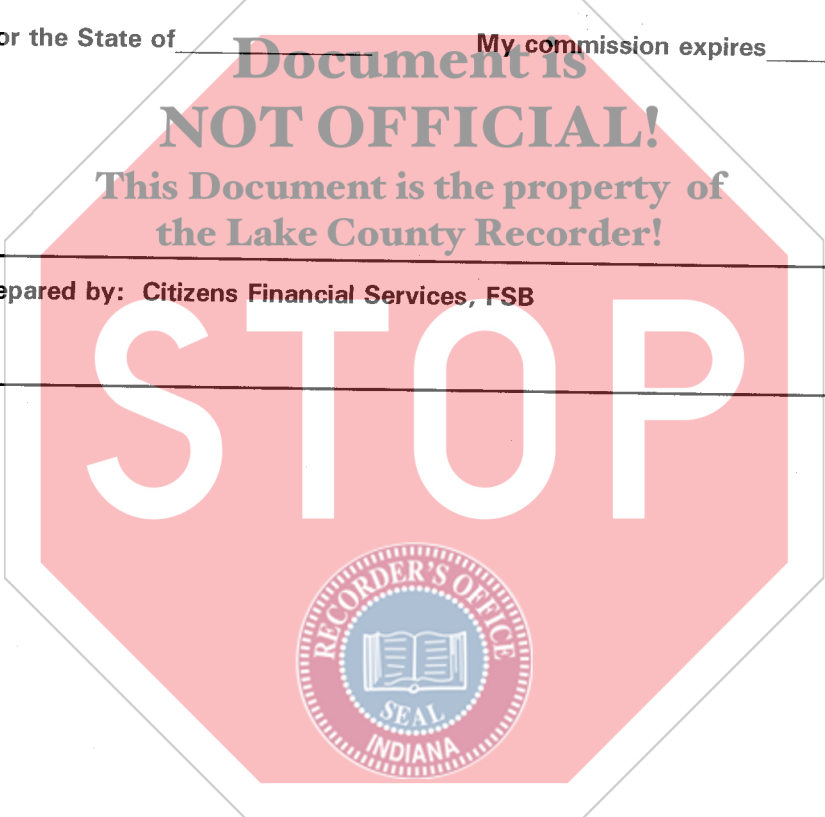 or the State of
My commission expires
Document is
NOT OFFICIAL!
This Document is the property of
the Lake County Recorder!
epared by: Citizens Financial Services, FSB
STOP
RECORDER'S OFFICE
SEAL
INDIANA